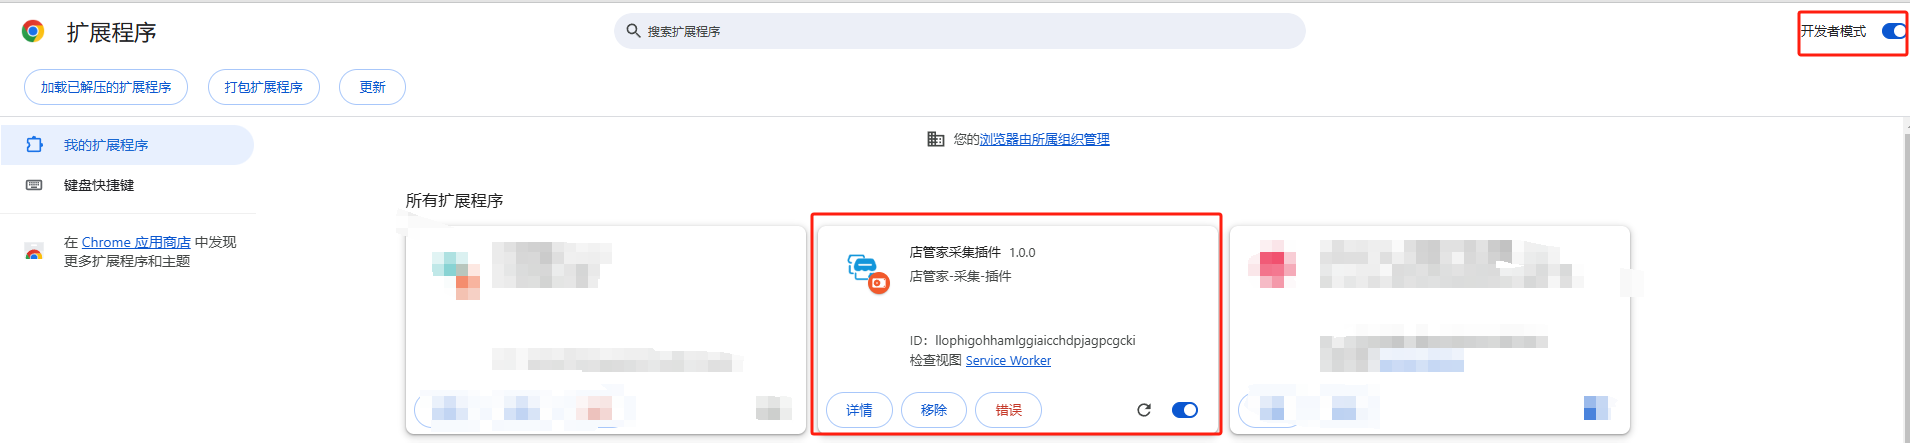 扩展程序
搜索扩展程序
开发者模式
加载已解压的扩展程序
打包扩展程序
更新
我的扩展程序
键盘快捷键
在 Chrome 应用商店 中发现
更多扩展程序和主题
您的浏览器由所属组织管理
所有扩展程序
店管家采集插件 1.0.0
店管家-采集-插件
ID：llophigohhamlggiaicchdpjagpcgcki
检查视图 Service Worker
详情
移除
错误